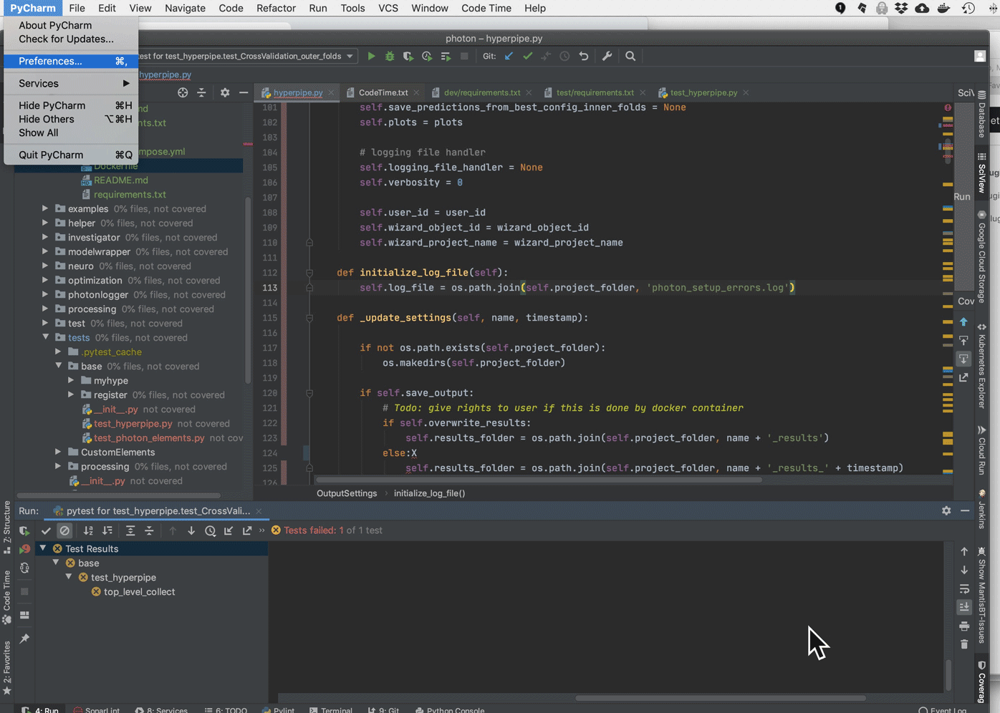 PyCharm File Edit View Navigate Code Refactor Run Tools VCS Window Code Time Help
About PyCharm
Check for Updates...
Preferences... ⌘,
Services
Hide PyCharm ⌘H
Hide Others ⌥⌘H
Show All
Quit PyCharm ⌘Q
photon – hyperpipe.py
est for test_hyperpipe.test_CrossValidation_outer_folds
Git:
hyperpipe.py
hyperpipe.py
CodeTime.txt
dev/requirements.txt
test/requirements.txt
test_hyperpipe.py
nd
nts.txt
mpose.yml
Dockerfile
README.md
requirements.txt
examples 0% files, not covered
helper 0% files, not covered
investigator 0% files, not covered
modelwrapper 0% files, not covered
neuro 0% files, not covered
optimization 0% files, not covered
photonlogger 0% files, not covered
processing 0% files, not covered
test 0% files, not covered
tests 0% files, not covered
.pytest_cache
base 0% files, not covered
myhype
register 0% files, not covered
__init__.py not covered
test_hyperpipe.py not covered
test_photon_elements.py not cov
CustomElements
processing 0% files, not covered
__init__.py not covered
101 self.save_predictions_from_best_config_inner_folds = None
102 self.plots = plots
103
104 # logging file handler
105 self.logging_file_handler = None
106 self.verbosity = 0
107
108 self.user_id = user_id
109 self.wizard_object_id = wizard_object_id
110 self.wizard_project_name = wizard_project_name
111
112 def initialize_log_file(self):
113 self.log_file = os.path.join(self.project_folder, 'photon_setup_errors.log')
114
115 def _update_settings(self, name, timestamp):
116
117 if not os.path.exists(self.project_folder):
118 os.makedirs(self.project_folder)
119
120 if self.save_output:
121 # Todo: give rights to user if this is done by docker container
122 if self.overwrite_results:
123 self.results_folder = os.path.join(self.project_folder, name + '_results')
124 else:X
125 self.results_folder = os.path.join(self.project_folder, name + '_results_' + timestamp)
126
OutputSettings › initialize_log_file()
SciV
Run
Cov
Database
SciView
Google Cloud Storage
Kubernetes Explorer
Cloud Run
Jenkins
Show MantisBT-Issues
Coverag
Z: Structure
Code Time
2: Favorites
Run: pytest for test_hyperpipe.test_CrossVali...
Tests failed: 1 of 1 test
Test Results
base
test_hyperpipe
top_level_collect
4: Run SonarLint 8: Services 6: TODO Pylint Terminal 9: Git Python Console Event Log